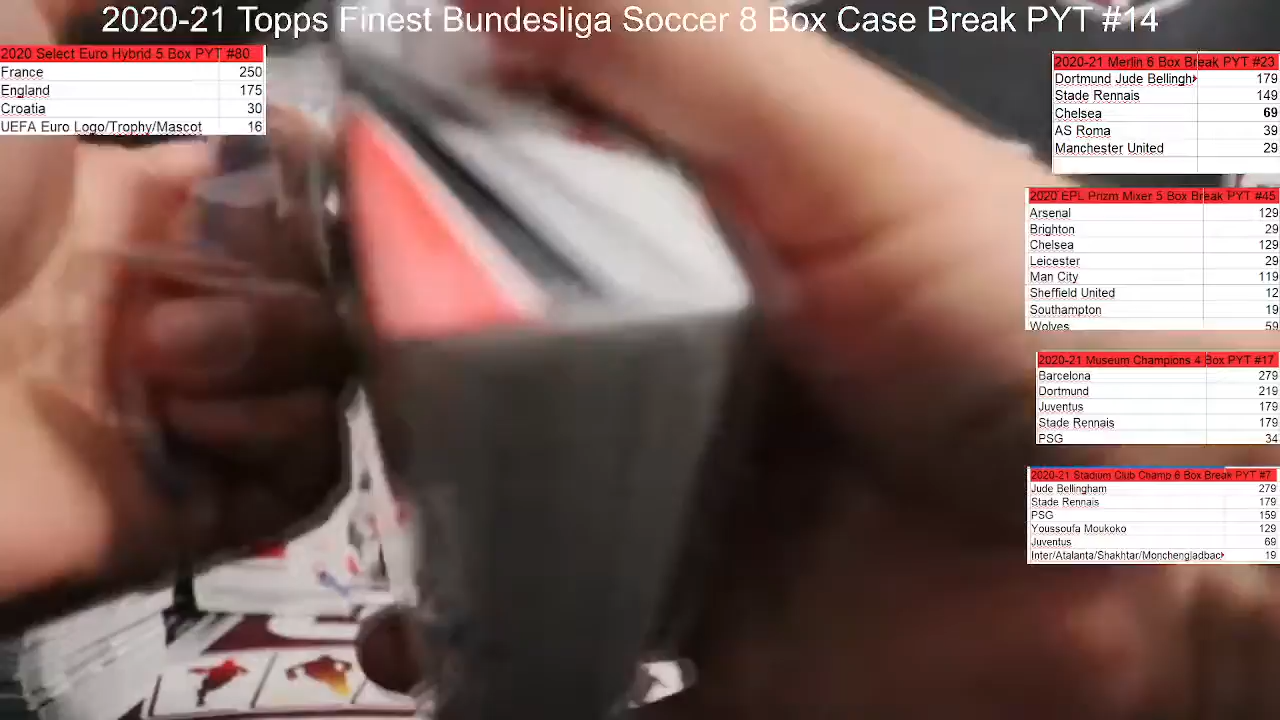 2020-21 Topps Finest Bundesliga Soccer 8 Box Case Break PYT #14
2020 Select Euro Hybrid 5 Box PYT #80
France 250
England 175
Croatia 30
UEFA Euro Logo/Trophy/Mascot 16
2020-21 Merlin 6 Box Break PYT #23
Dortmund Jude Bellingh 179
Stade Rennais 149
Chelsea 69
AS Roma 39
Manchester United 29
2020 EPL Prizm Mixer 5 Box Break PYT #45
Arsenal 129
Brighton 29
Chelsea 129
Leicester 29
Man City 119
Sheffield United 12
Southampton 19
Wolves 59
2020-21 Museum Champions 4 Box PYT #17
Barcelona 279
Dortmund 219
Juventus 179
Stade Rennais 179
PSG 34
2020-21 Stadium Club Champ 6 Box Break PYT #7
Jude Bellingham 279
Stade Rennais 179
PSG 159
Youssoufa Moukoko 129
Juventus 69
Inter/Atalanta/Shakhtar/Monchengladbac 19